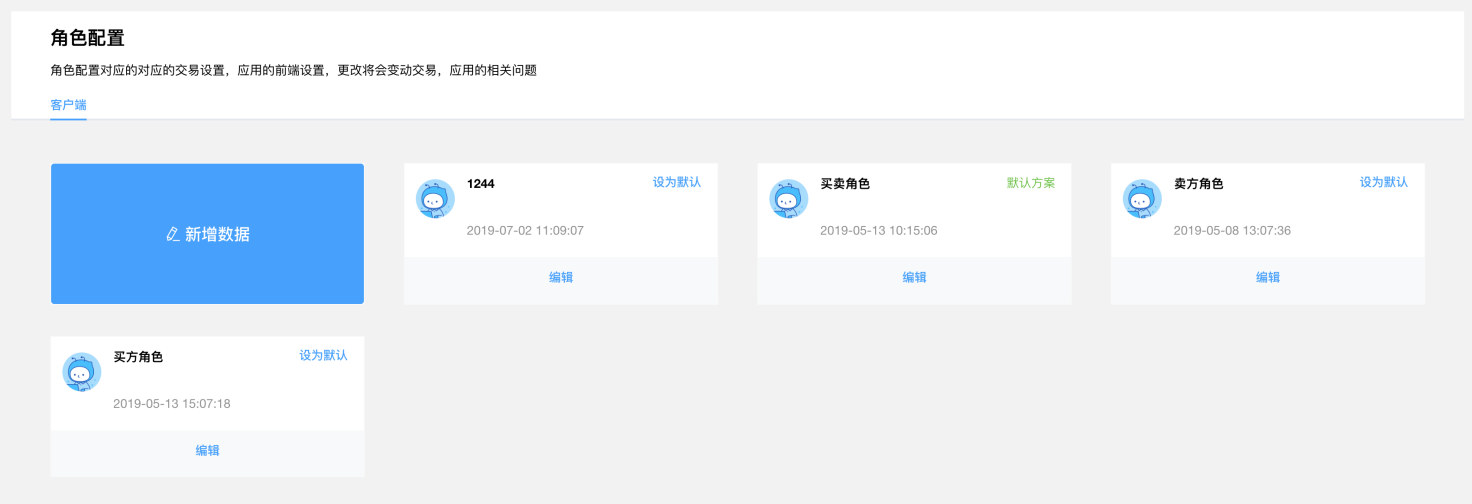 角色配置
角色配置对应的对应的交易设置，应用的前端设置，更改将会变动交易，应用的相关问题
客户端
新增数据
1244
设为默认
2019-07-02 11:09:07
编辑
买卖角色
默认方案
2019-05-13 10:15:06
编辑
卖方角色
设为默认
2019-05-08 13:07:36
编辑
买方角色
设为默认
2019-05-13 15:07:18
编辑